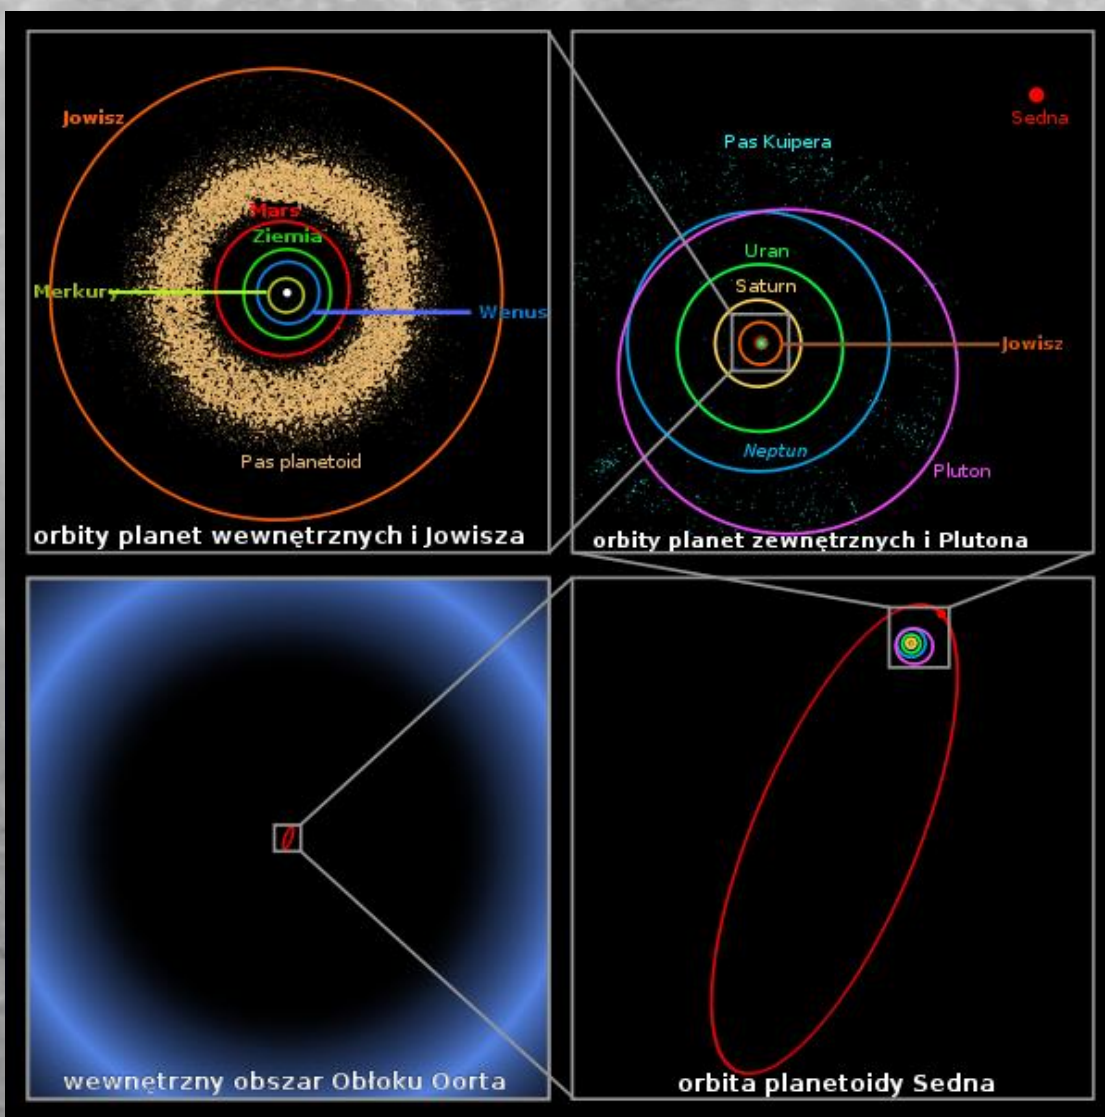 Jowisz
Mars
Ziemia
Merkury
Wenus
Pas planetoid
orbity planet wewnętrznych i Jowisza
Sedna
Pas Kuipera
Uran
Saturn
Jowisz
Neptun
Pluton
orbity planet zewnętrznych i Plutona
wewnętrzny obszar Obłoku Oorta
orbita planetoidy Sedna